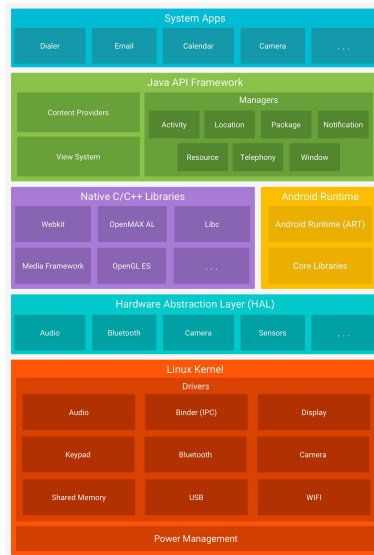 System Apps
Dialer Email Calendar Camera . . .
Java API Framework
Content Providers
View System
Managers
Activity Location Package Notification
Resource Telephony Window
Native C/C++ Libraries
Webkit OpenMAX AL Libc
Media Framework OpenGL ES . . .
Android Runtime
Android Runtime (ART)
Core Libraries
Hardware Abstraction Layer (HAL)
Audio Bluetooth Camera Sensors . . .
Linux Kernel
Drivers
Audio Binder (IPC) Display
Keypad Bluetooth Camera
Shared Memory USB WIFI
Power Management